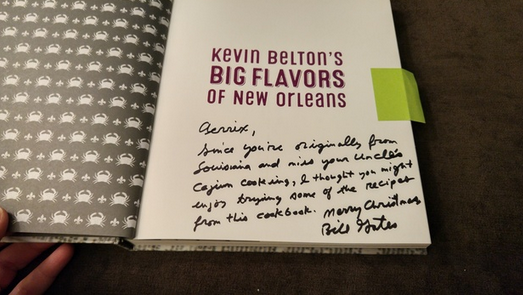 Kevin Belton's
BIG FLAVORS
OF New Orleans
Aerrix,
Since you're originally from
Louisiana and miss your Uncle's
Cajun cooking, I thought you might
enjoy trying some of the recipes
from this cookbook. Merry Christmas
Bill Gates